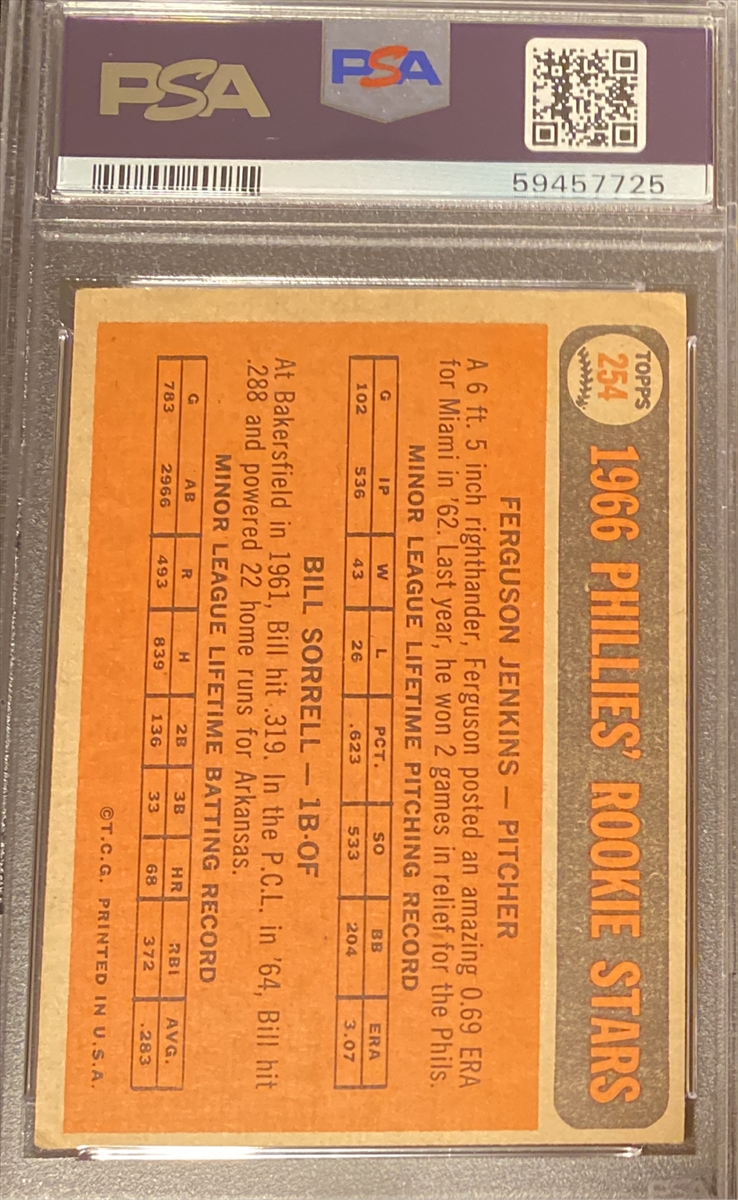 PSA
PSA
59457725
TOPPS
254
1966 PHILLIES' ROOKIE STARS
FERGUSON JENKINS — PITCHER
A 6 ft. 5 inch righthander, Ferguson posted an amazing 0.69 ERA
for Miami in '62. Last year, he won 2 games in relief for the Phils.
MINOR LEAGUE LIFETIME PITCHING RECORD
G IP W L PCT. SO BB ERA
102 536 43 26 .623 533 204 3.07
BILL SORRELL — 1B-OF
At Bakersfield in 1961, Bill hit .319. In the P.C.L. in '64, Bill hit
.288 and powered 22 home runs for Arkansas.
MINOR LEAGUE LIFETIME BATTING RECORD
G AB R H 2B 3B HR RBI AVG.
783 2966 493 839 136 33 68 372 .283
©T.C.G. PRINTED IN U.S.A.